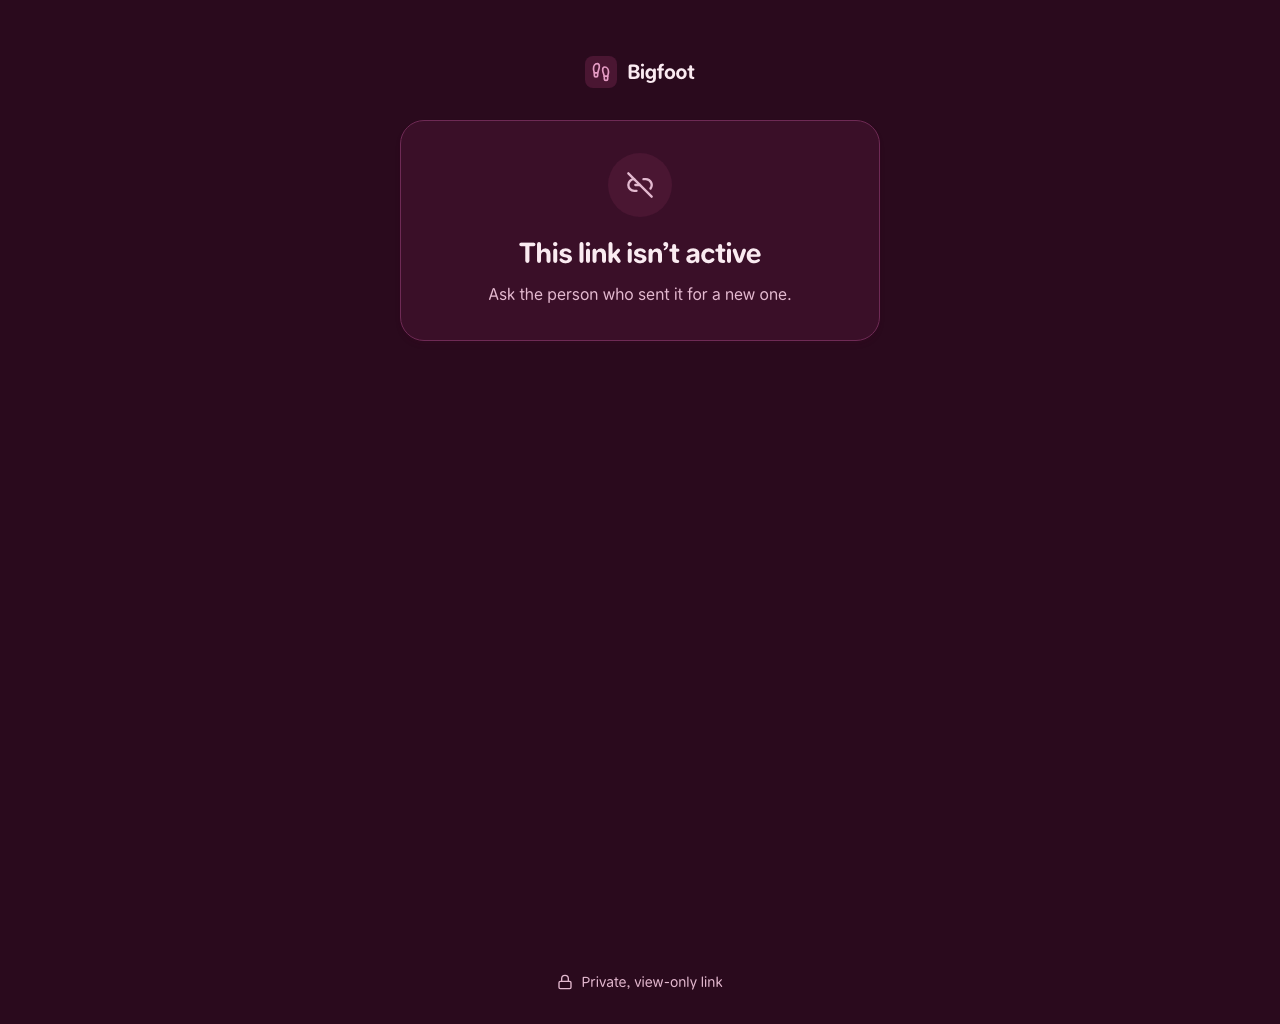 Bigfoot
This link isn’t active
Ask the person who sent it for a new one.
Private, view-only link